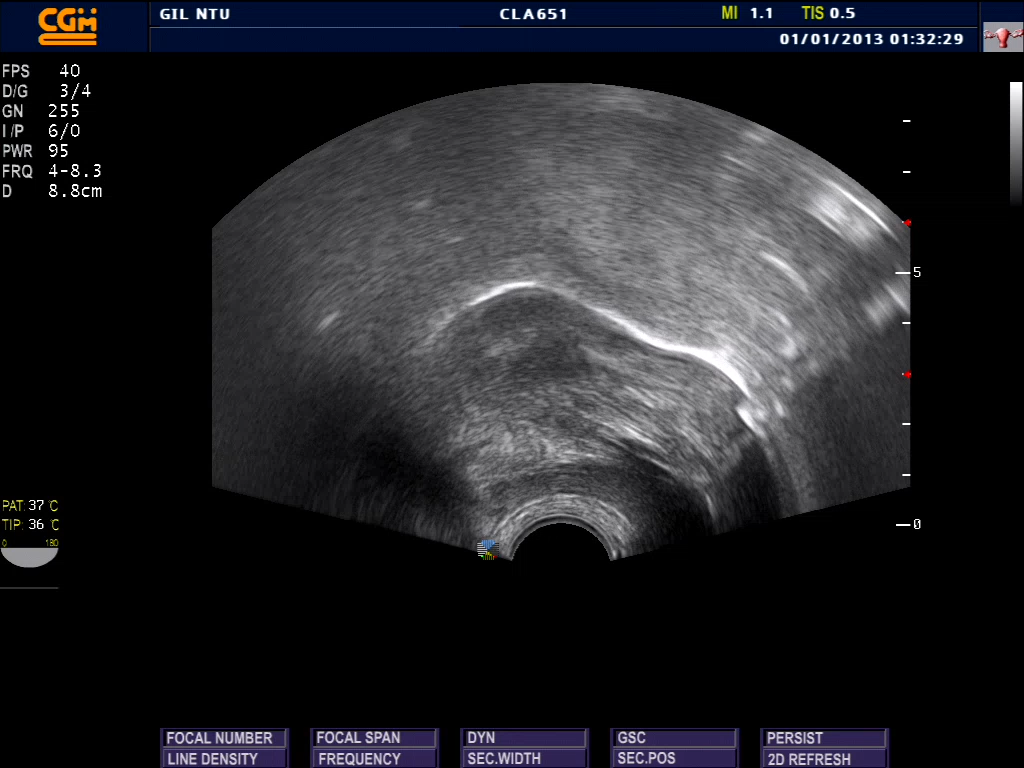 CGM
GIL NTU
CLA651
MI 1.1 TIS 0.5
01/01/2013 01:32:29
FPS 40
D/G 3/4
GN 255
I/P 6/0
PWR 95
FRQ 4-8.3
D 8.8cm
5
PAT: 37 °C
TIP: 36 °C
0 180
0
FOCAL NUMBER
LINE DENSITY
FOCAL SPAN
FREQUENCY
DYN
SEC.WIDTH
GSC
SEC.POS
PERSIST
2D REFRESH